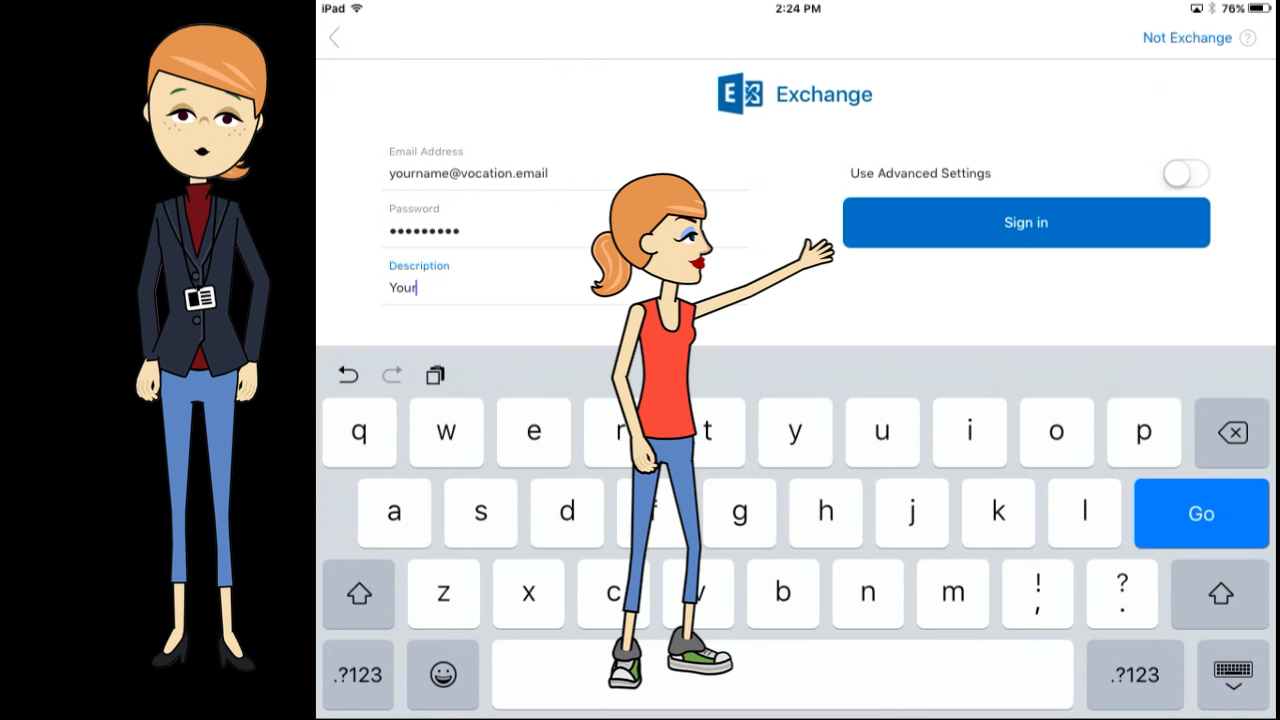 iPad
2:24 PM
76%
Not Exchange ?
E Exchange
Email Address
yourname@vocation.email
Use Advanced Settings
Password
•••••••••
Sign in
Description
Your
q w e r t y u i o p
a s d f g h j k l Go
z x c v b n m ! , ? .
.?123 .?123